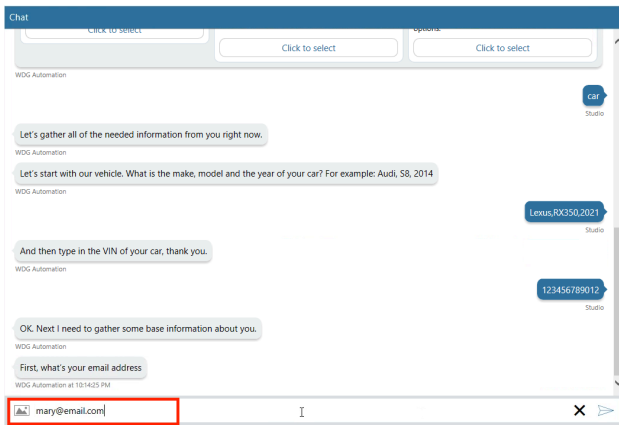 Chat
Click to select
options.
Click to select
Click to select
WDG Automation
car
Studio
Let's gather all of the needed information from you right now.
WDG Automation
Let's start with our vehicle. What is the make, model and the year of your car? For example: Audi, S8, 2014
WDG Automation
Lexus,RX350,2021
Studio
And then type in the VIN of your car, thank you.
WDG Automation
123456789012
Studio
OK. Next I need to gather some base information about you.
WDG Automation
First, what's your email address
WDG Automation at 10:14:25 PM
mary@email.com